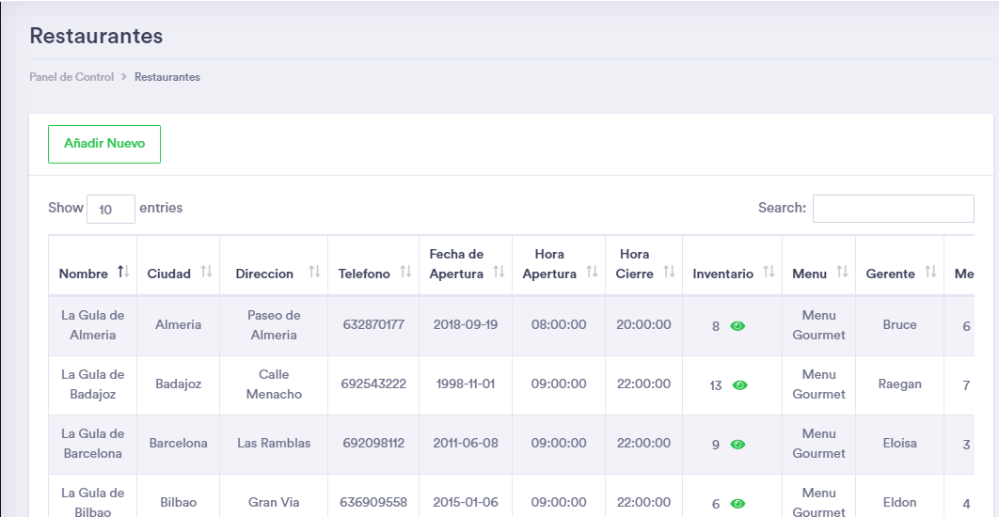 Restaurantes
Panel de Control > Restaurantes
Añadir Nuevo
Show 10 entries Search:
Nombre Ciudad Direccion Telefono Fecha de Apertura Hora Apertura Hora Cierre Inventario Menu Gerente Me
La Gula de Almeria Almeria Paseo de Almeria 632870177 2018-09-19 08:00:00 20:00:00 8 Menu Gourmet Bruce 6
La Gula de Badajoz Badajoz Calle Menacho 692543222 1998-11-01 09:00:00 22:00:00 13 Menu Gourmet Raegan 7
La Gula de Barcelona Barcelona Las Ramblas 692098112 2011-06-08 09:00:00 22:00:00 9 Menu Gourmet Eloisa 3
La Gula de Bilbao Bilbao Gran Via 636909558 2015-01-06 09:00:00 22:00:00 6 Menu Gourmet Eldon 4